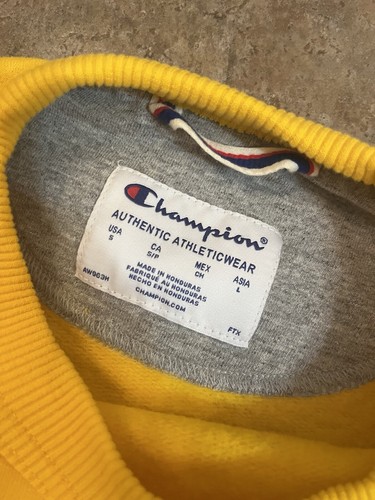 Champion®
AUTHENTIC ATHLETICWEAR
USA CA MEX ASIA
S S/P CH L
MADE IN HONDURAS
FABRIQUÉ AU HONDURAS
HECHO EN HONDURAS
CHAMPION.COM
AW963H FTX